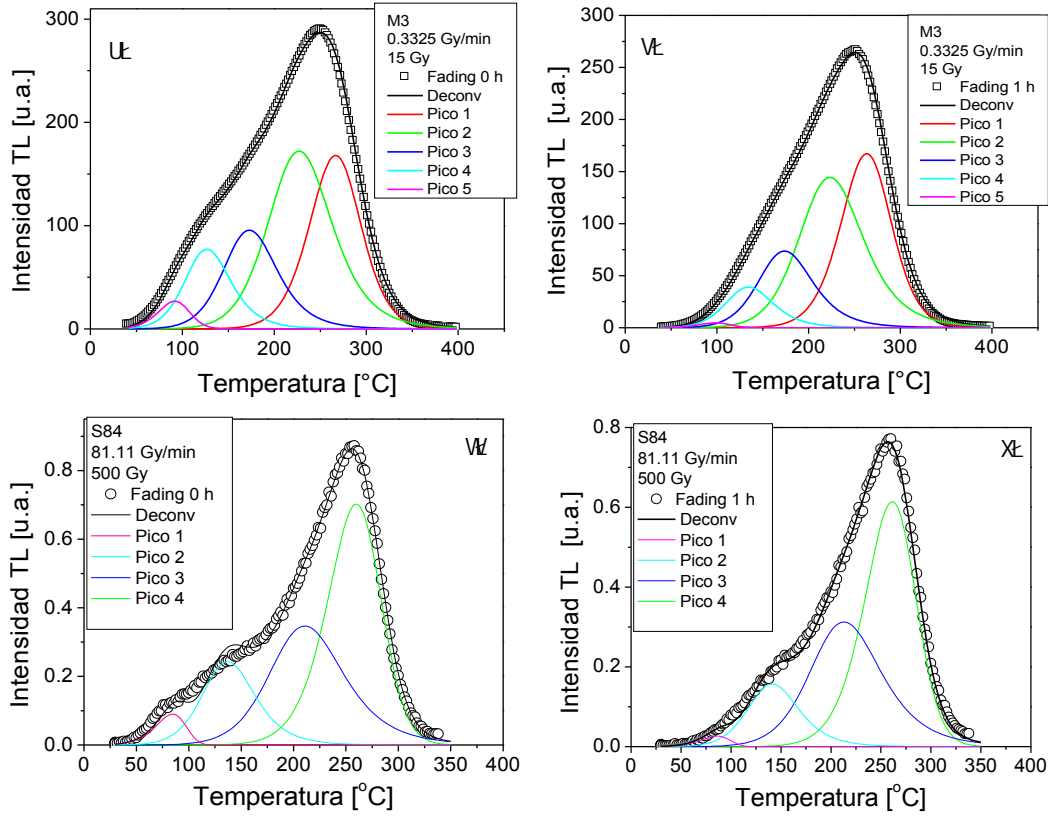 300
200
100
0
0
100
200
300
400
Intensidad TL [u.a.]
Temperatura [°C]
UŁ
M3
0.3325 Gy/min
15 Gy
Fading 0 h
Deconv
Pico 1
Pico 2
Pico 3
Pico 4
Pico 5
300
250
200
150
100
50
0
0
100
200
300
400
Intensidad TL [u.a.]
Temperatura [°C]
VŁ
M3
0.3325 Gy/min
15 Gy
Fading 1 h
Deconv
Pico 1
Pico 2
Pico 3
Pico 4
Pico 5
0.8
0.6
0.4
0.2
0.0
0
50
100
150
200
250
300
350
400
Intensidad TL [u.a.]
Temperatura [°C]
S84
81.11 Gy/min
500 Gy
Fading 0 h
Deconv
Pico 1
Pico 2
Pico 3
Pico 4
0.8
0.6
0.4
0.2
0.0
0
50
100
150
200
250
300
350
400
Intensidad TL [u.a.]
Temperatura [°C]
XŁ
S84
81.11 Gy/min
500 Gy
Fading 1 h
Deconv
Pico 1
Pico 2
Pico 3
Pico 4